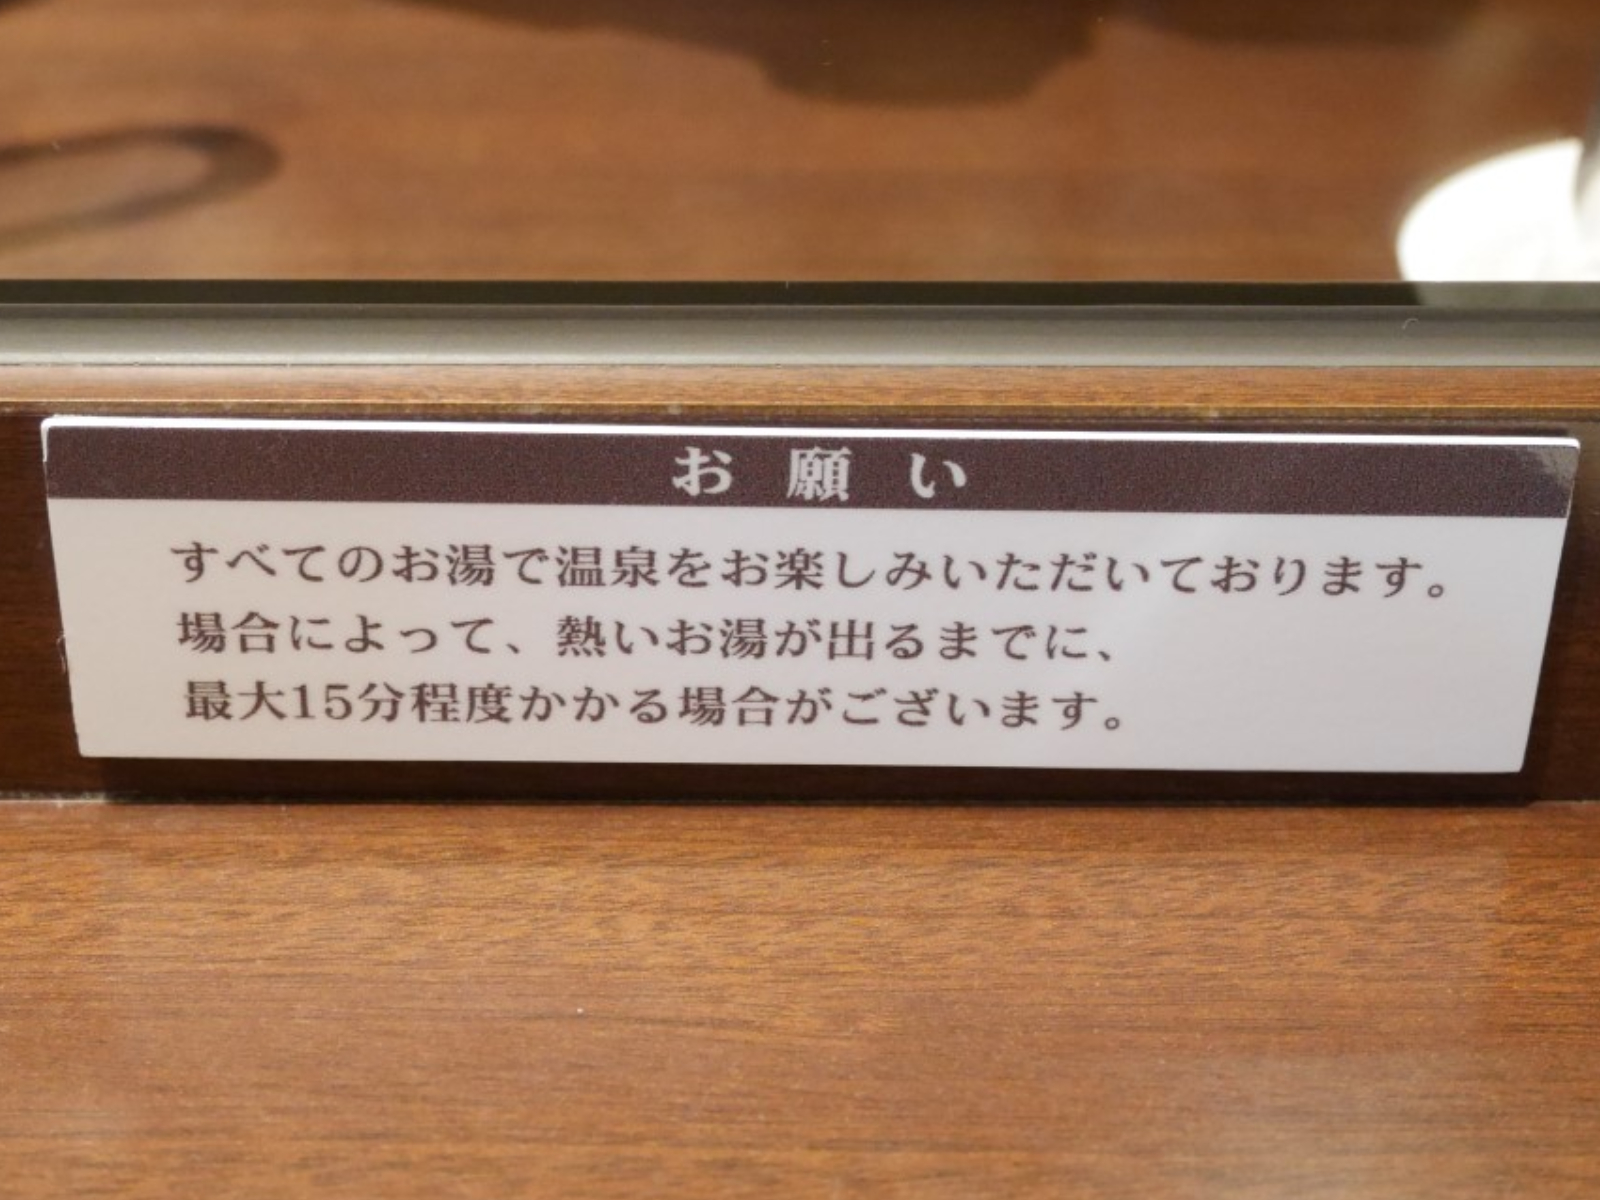 お願い
すべてのお湯で温泉をお楽しみいただいております。
場合によって、熱いお湯が出るまでに、
最大15分程度かかる場合がございます。